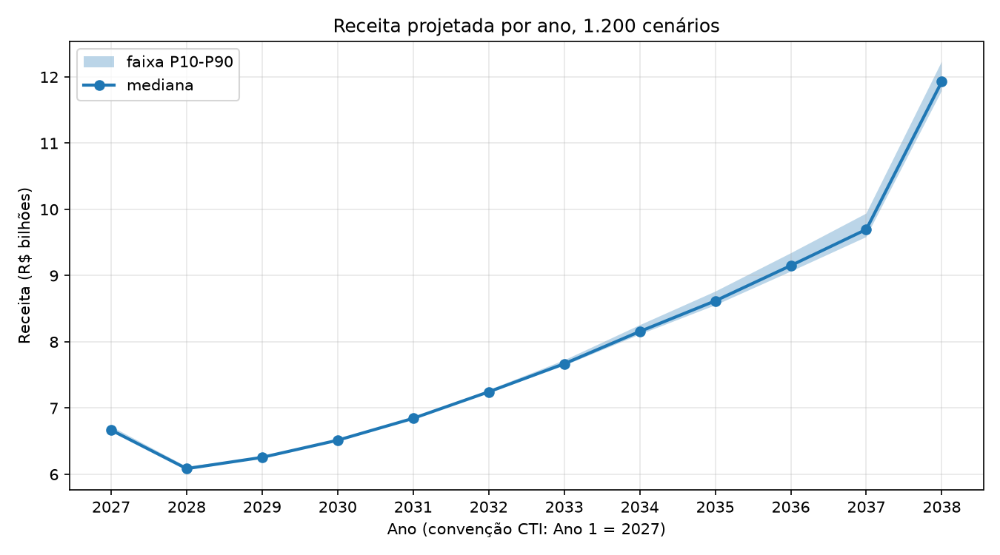 Receita projetada por ano, 1.200 cenários
faixa P10-P90
mediana
Receita (R$ bilhões)
12
11
10
9
8
7
6
2027 2028 2029 2030 2031 2032 2033 2034 2035 2036 2037 2038
Ano (convenção CTI: Ano 1 = 2027)